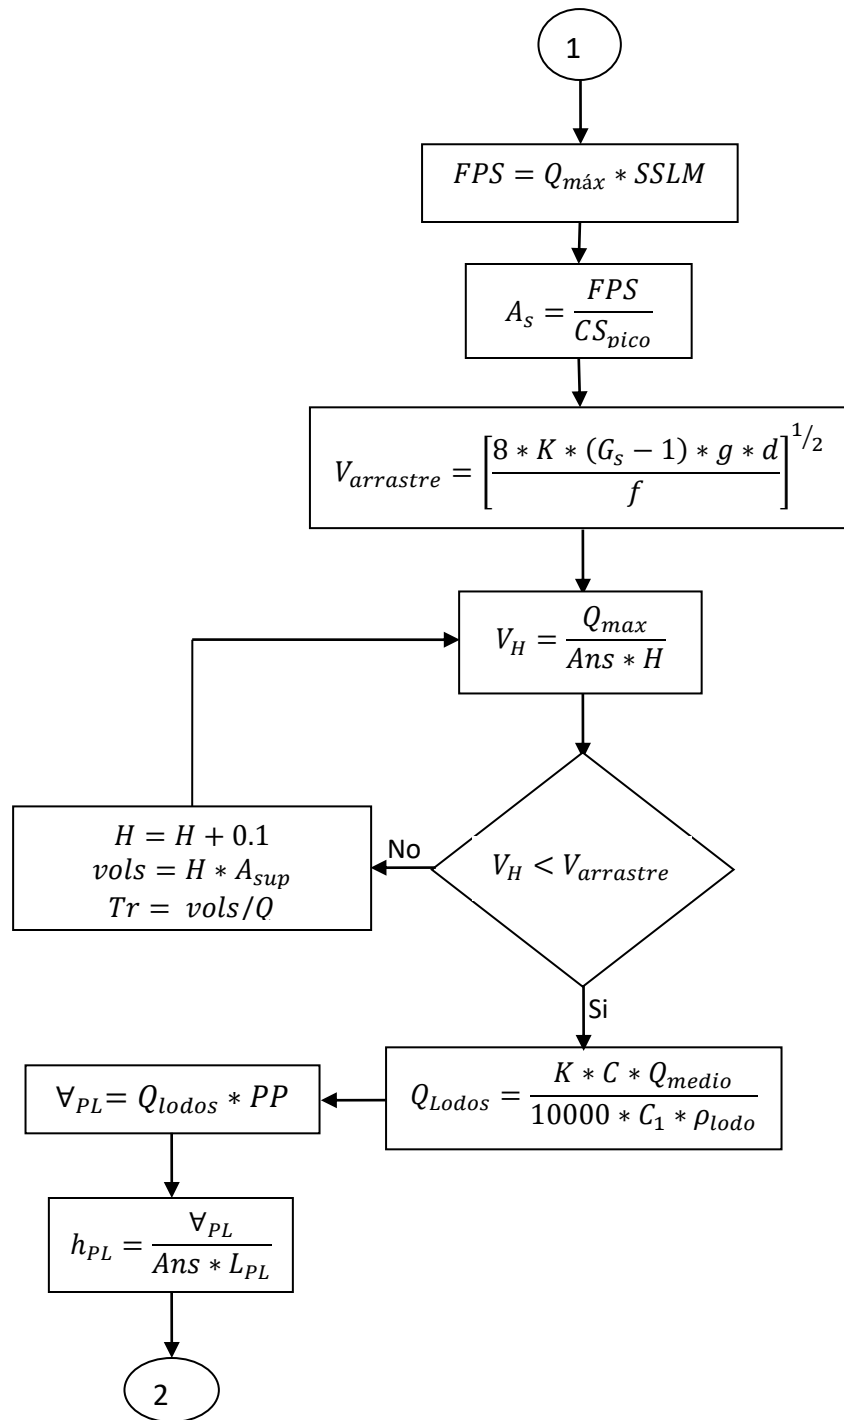 1
FPS = Q_máx * SSLM
A_s = FPS / CS_pico
V_arrastre = [8 * K * (G_s − 1) * g * d / f]^1/2
V_H = Q_max / Ans * H
V_H < V_arrastre
No
H = H + 0.1
vols = H * A_sup
Tr = vols/Q
Si
Q_Lodos = K * C * Q_medio / 10000 * C_1 * ρ_lodo
∀_PL = Q_lodos * PP
h_PL = ∀_PL / Ans * L_PL
2